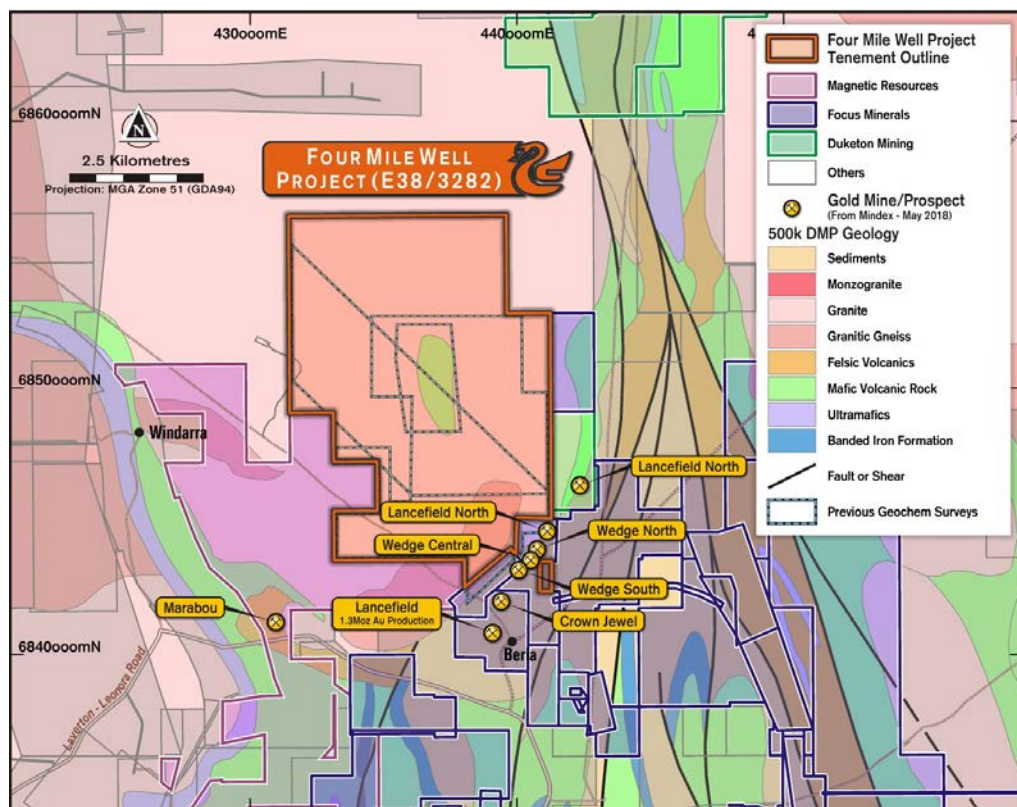 430000mE
440000mE
4
6860000mN
6850000mN
6840000mN
N
2.5 Kilometres
Projection: MGA Zone 51 (GDA94)
FOUR MILE WELL
PROJECT (E38/3282)
Windarra
Lancefield North
Lancefield North
Wedge North
Wedge Central
Wedge South
Marabou
Lancefield
1.3Moz Au Production
Crown Jewel
Beria
Laverton - Leonora Road
Four Mile Well Project
Tenement Outline
Magnetic Resources
Focus Minerals
Duketon Mining
Others
Gold Mine/Prospect
(From Mindex - May 2018)
500k DMP Geology
Sediments
Monzogranite
Granite
Granitic Gneiss
Felsic Volcanics
Mafic Volcanic Rock
Ultramafics
Banded Iron Formation
Fault or Shear
Previous Geochem Surveys